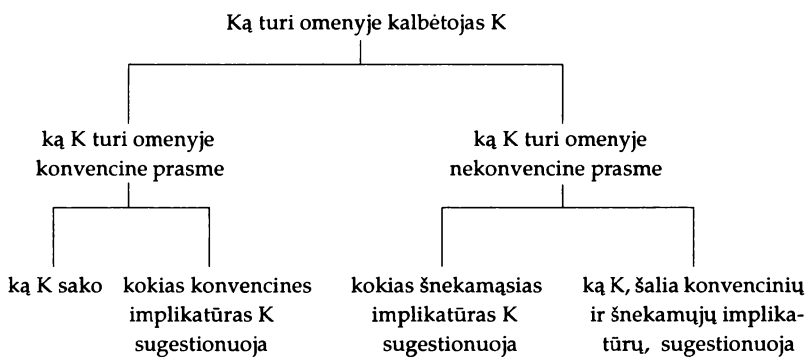 Ką turi omenyje kalbėtojas K
ką K turi omenyje
konvencine prasme
ką K turi omenyje
nekonvencine prasme
ką K sako
kokias konvencines
implikatūras K
sugestionuoja
kokias šnekamąsias
implikatūras K
sugestionuoja
ką K, šalia konvencinių
ir šnekamųjų implika-
tūrų, sugestionuoja